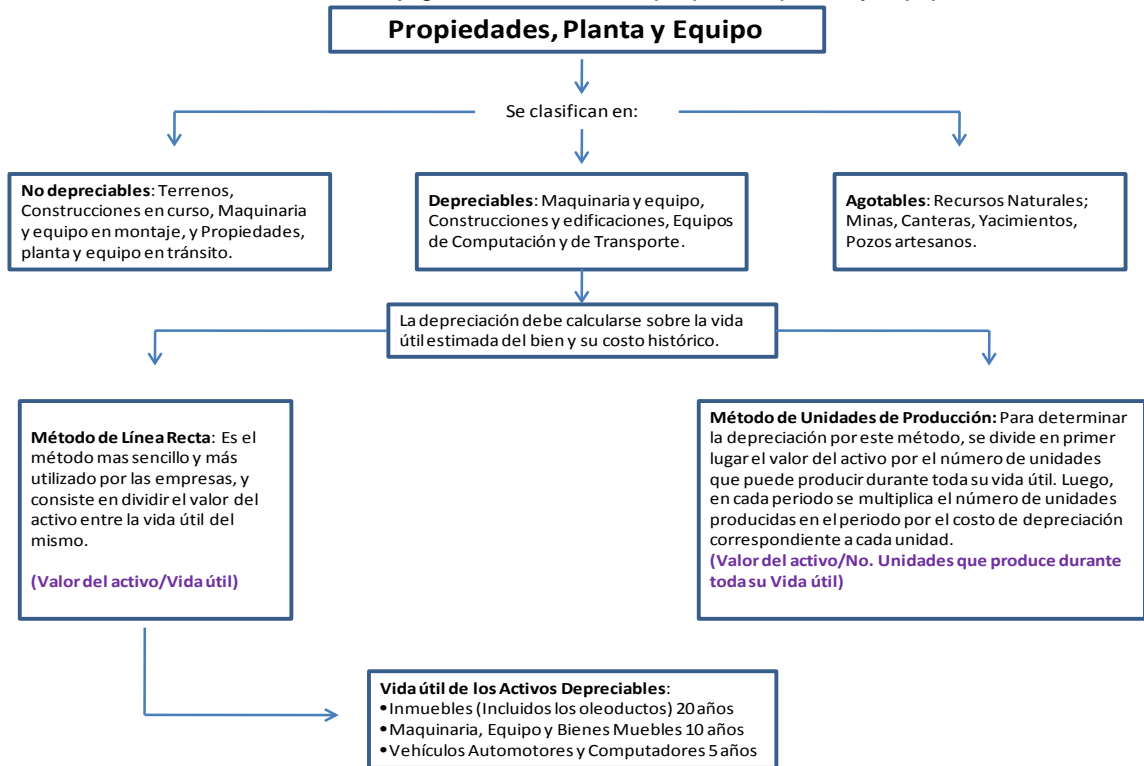 Propiedades, Planta y Equipo
Se clasifican en:
No depreciables: Terrenos,
Construcciones en curso, Maquinaria
y equipo en montaje, y Propiedades,
planta y equipo en tránsito.
Depreciables: Maquinaria y equipo,
Construcciones y edificaciones, Equipos
de Computación y de Transporte.
Agotables: Recursos Naturales;
Minas, Canteras, Yacimientos,
Pozos artesanos.
La depreciación debe calcularse sobre la vida
útil estimada del bien y su costo histórico.
Método de Línea Recta: Es el
método mas sencillo y más
utilizado por las empresas, y
consiste en dividir el valor del
activo entre la vida útil del
mismo.
(Valor del activo/Vida útil)
Método de Unidades de Producción: Para determinar
la depreciación por este método, se divide en primer
lugar el valor del activo por el número de unidades
que puede producir durante toda su vida útil. Luego,
en cada periodo se multiplica el número de unidades
producidas en el periodo por el costo de depreciación
correspondiente a cada unidad.
(Valor del activo/No. Unidades que produce durante
toda su Vida útil)
Vida útil de los Activos Depreciables:
•Inmuebles (Incluidos los oleoductos) 20 años
•Maquinaria, Equipo y Bienes Muebles 10 años
•Vehículos Automotores y Computadores 5 años